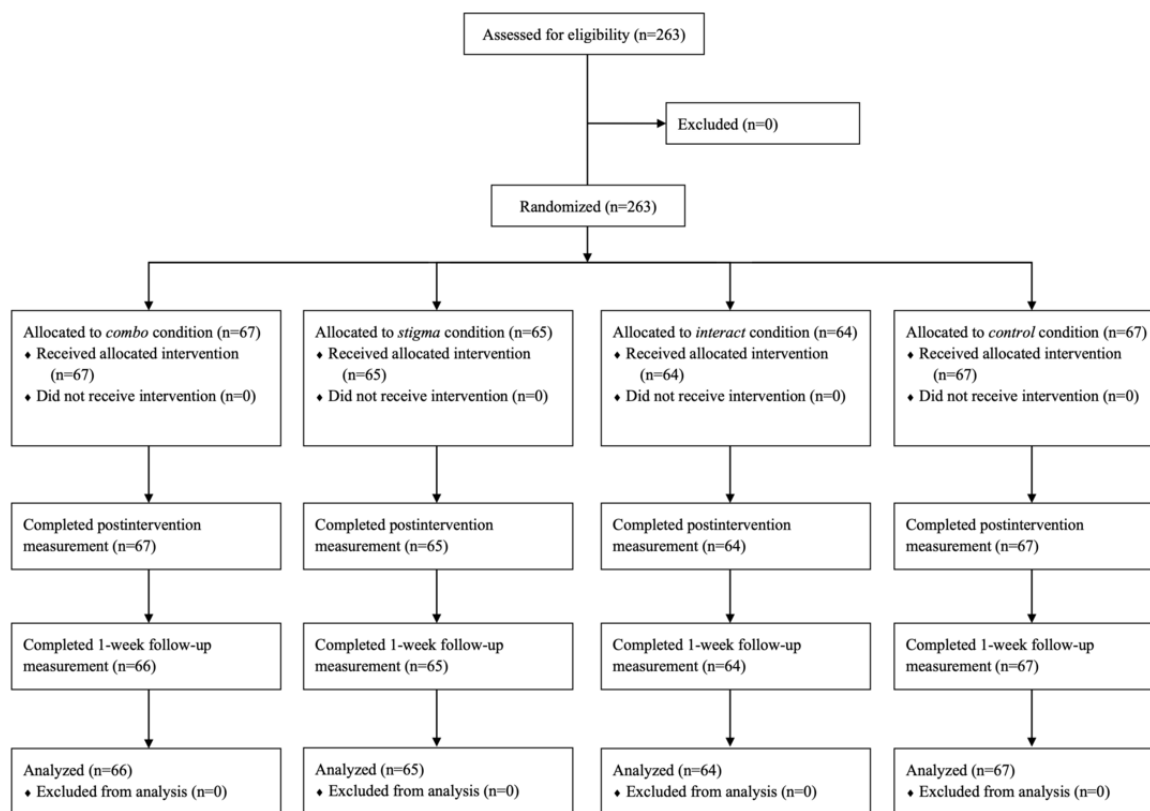 Assessed for eligibility (n=263)
Excluded (n=0)
Randomized (n=263)
Allocated to combo condition (n=67)
♦ Received allocated intervention
(n=67)
♦ Did not receive intervention (n=0)
Allocated to stigma condition (n=65)
♦ Received allocated intervention
(n=65)
♦ Did not receive intervention (n=0)
Allocated to interact condition (n=64)
♦ Received allocated intervention
(n=64)
♦ Did not receive intervention (n=0)
Allocated to control condition (n=67)
♦ Received allocated intervention
(n=67)
♦ Did not receive intervention (n=0)
Completed postintervention
measurement (n=67)
Completed postintervention
measurement (n=65)
Completed postintervention
measurement (n=64)
Completed postintervention
measurement (n=67)
Completed 1-week follow-up
measurement (n=66)
Completed 1-week follow-up
measurement (n=65)
Completed 1-week follow-up
measurement (n=64)
Completed 1-week follow-up
measurement (n=67)
Analyzed (n=66)
♦ Excluded from analysis (n=0)
Analyzed (n=65)
♦ Excluded from analysis (n=0)
Analyzed (n=64)
♦ Excluded from analysis (n=0)
Analyzed (n=67)
♦ Excluded from analysis (n=0)